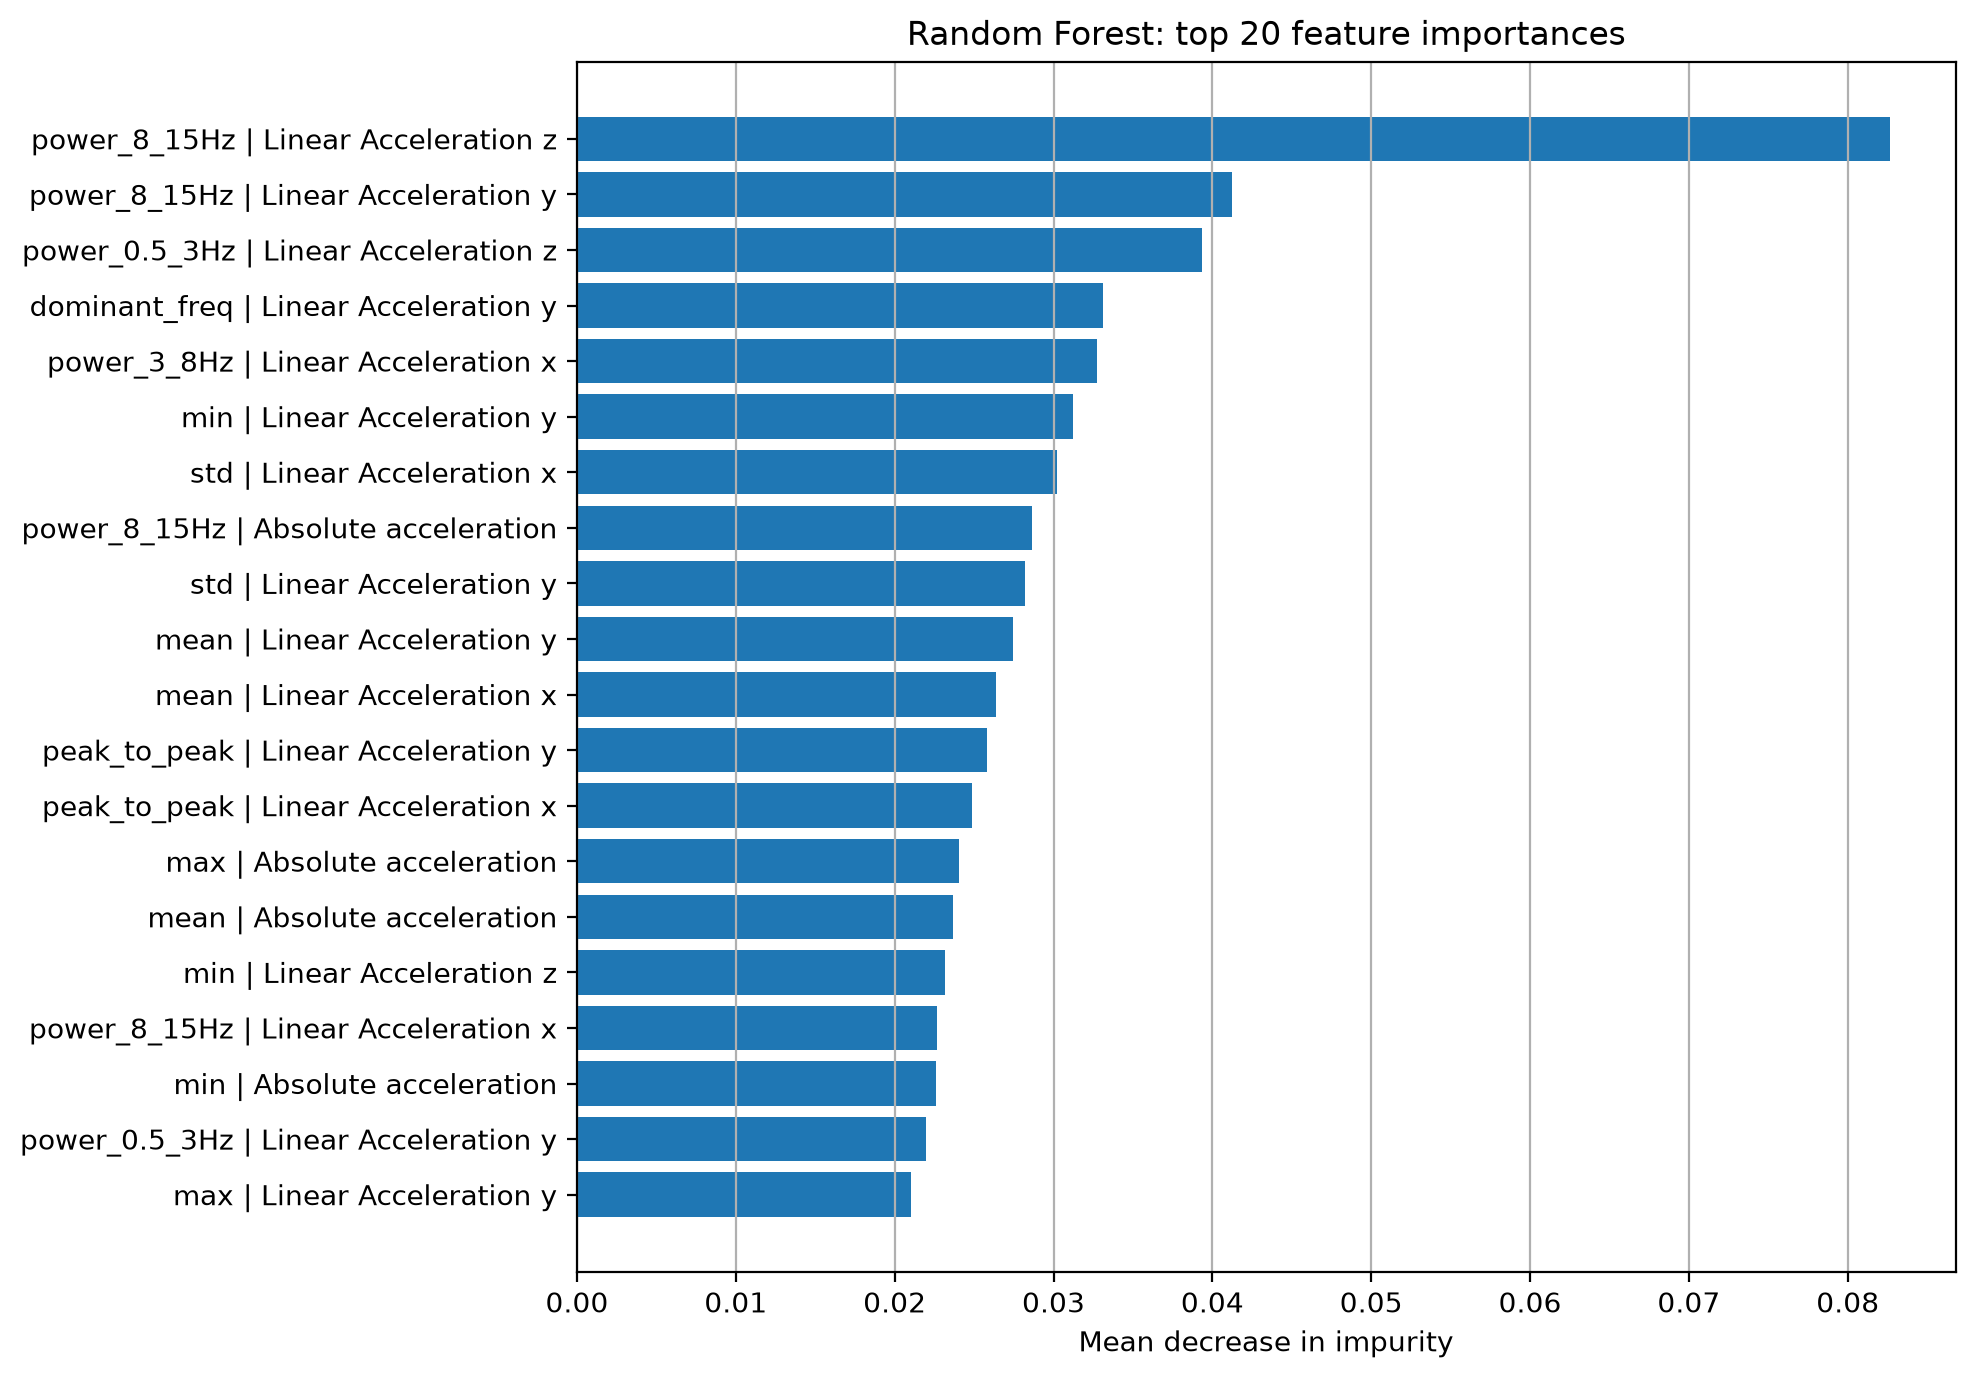 Random Forest: top 20 feature importances
power_8_15Hz | Linear Acceleration z
power_8_15Hz | Linear Acceleration y
power_0.5_3Hz | Linear Acceleration z
dominant_freq | Linear Acceleration y
power_3_8Hz | Linear Acceleration x
min | Linear Acceleration y
std | Linear Acceleration x
power_8_15Hz | Absolute acceleration
std | Linear Acceleration y
mean | Linear Acceleration y
mean | Linear Acceleration x
peak_to_peak | Linear Acceleration y
peak_to_peak | Linear Acceleration x
max | Absolute acceleration
mean | Absolute acceleration
min | Linear Acceleration z
power_8_15Hz | Linear Acceleration x
min | Absolute acceleration
power_0.5_3Hz | Linear Acceleration y
max | Linear Acceleration y
0.00 0.01 0.02 0.03 0.04 0.05 0.06 0.07 0.08
Mean decrease in impurity